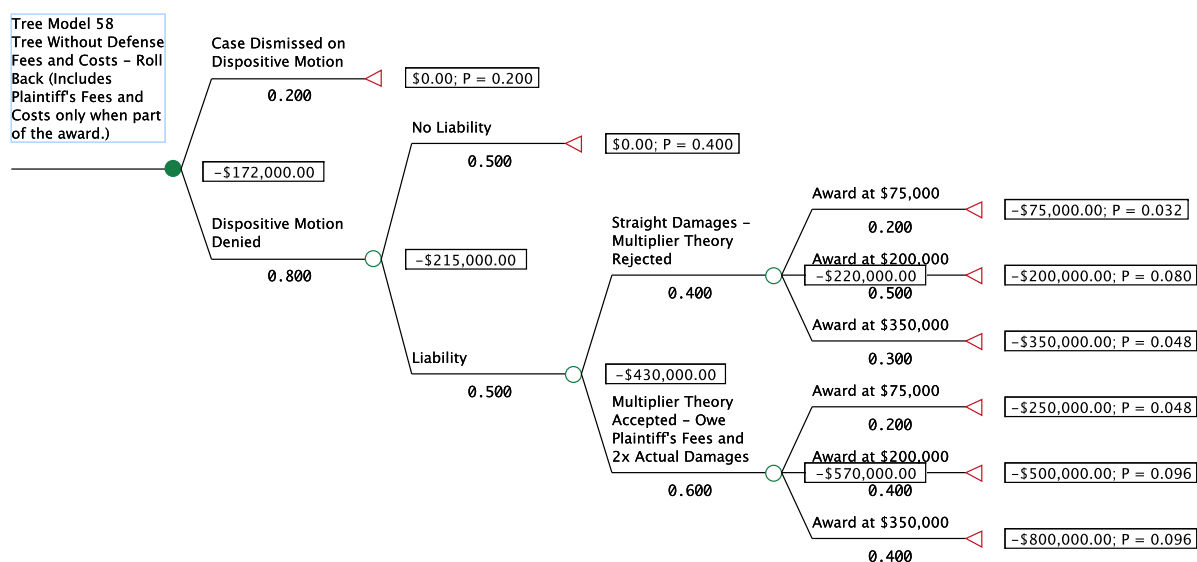 Tree Model 58
Tree Without Defense
Fees and Costs - Roll
Back (Includes
Plaintiff's Fees and
Costs only when part
of the award.)
Case Dismissed on
Dispositive Motion
0.200
$0.00; P = 0.200
-$172,000.00
Dispositive Motion
Denied
0.800
-$215,000.00
No Liability
0.500
$0.00; P = 0.400
Liability
0.500
-$430,000.00
Straight Damages -
Multiplier Theory
Rejected
0.400
-$220,000.00
Award at $75,000
0.200
-$75,000.00; P = 0.032
Award at $200,000
0.500
-$200,000.00; P = 0.080
Award at $350,000
0.300
-$350,000.00; P = 0.048
Multiplier Theory
Accepted - Owe
Plaintiff's Fees and
2x Actual Damages
0.600
-$570,000.00
Award at $75,000
0.200
-$250,000.00; P = 0.048
Award at $200,000
0.400
-$500,000.00; P = 0.096
Award at $350,000
0.400
-$800,000.00; P = 0.096